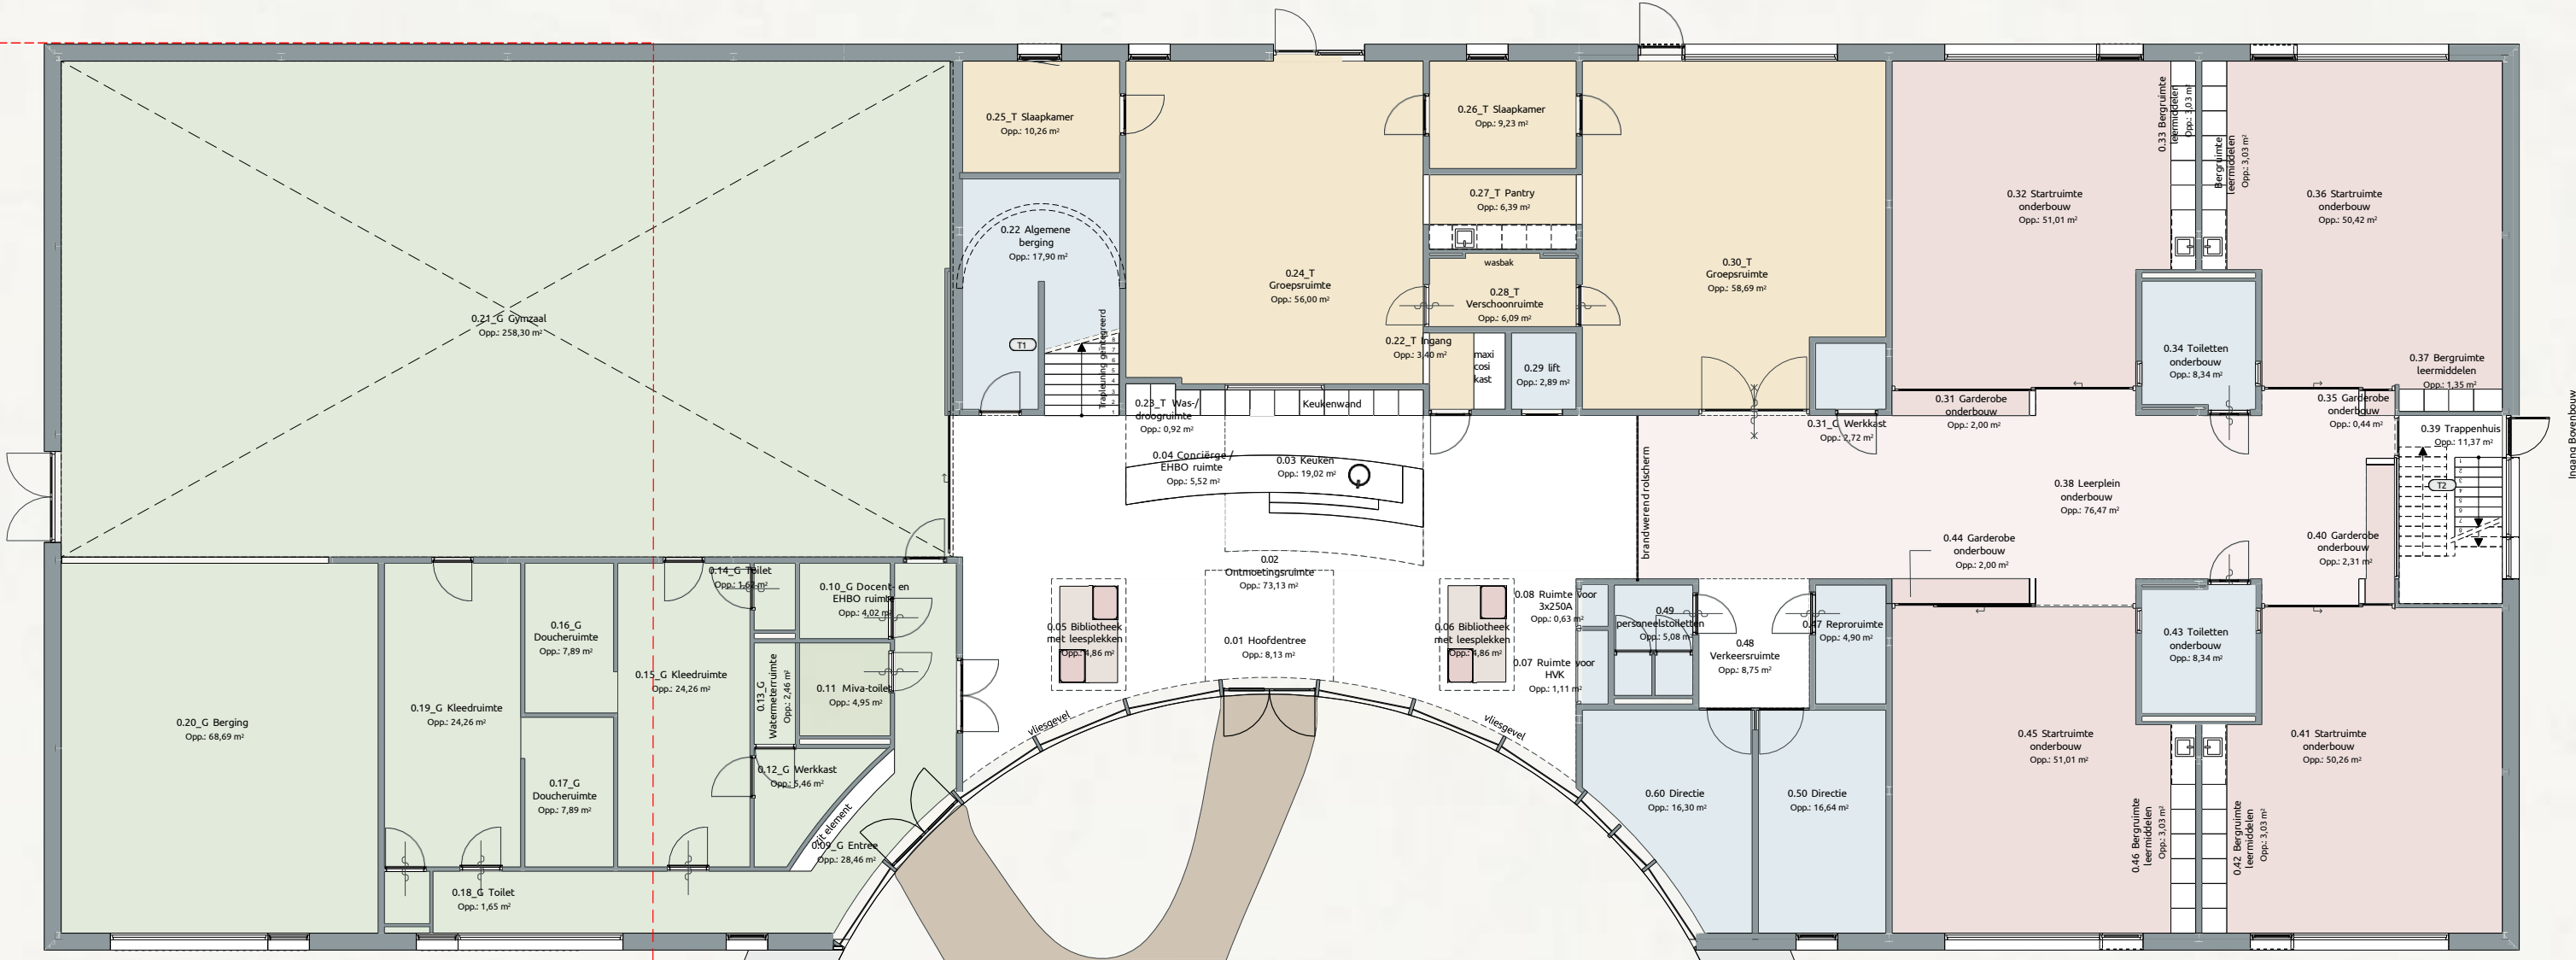 0.25_T Slaapkamer
Opp.: 10,26 m²
0.26_T Slaapkamer
Opp.: 9,23 m²
0.27_T Pantry
Opp.: 6,39 m²
wasbak
0.28_T
Verschoonruimte
Opp.: 6,09 m²
0.22 Algemene
berging
Opp.: 17,90 m²
T1
Trapleuning geïntegreerd
0.24_T
Groepsruimte
Opp.: 56,00 m²
0.30_T
Groepsruimte
Opp.: 58,69 m²
0.21_G Gymzaal
Opp.: 258,30 m²
0.22_T Ingang
Opp.: 3,40 m²
maxi
cosi
kast
0.29 lift
Opp.: 2,89 m²
0.32 Startruimte
onderbouw
Opp.: 51,01 m²
0.33 Bergruimte
leermiddelen
Opp.: 3,03 m²
Bergruimte
leermiddelen
Opp.: 3,03 m²
0.36 Startruimte
onderbouw
Opp.: 50,42 m²
0.34 Toiletten
onderbouw
Opp.: 8,34 m²
0.37 Bergruimte
leermiddelen
Opp.: 1,35 m²
0.31 Garderobe
onderbouw
Opp.: 2,00 m²
0.35 Garderobe
onderbouw
Opp.: 0,44 m²
0.31_G Werkkast
Opp.: 2,72 m²
0.39 Trappenhuis
Opp.: 11,37 m²
T2
Ingang Bovenbouw
0.23_T Was-/
droogruimte
Opp.: 0,92 m²
Keukenwand
0.04 Conciërge /
EHBO ruimte
Opp.: 5,52 m²
0.03 Keuken
Opp.: 19,02 m²
brandwerend rolscherm
0.38 Leerplein
onderbouw
Opp.: 76,47 m²
0.44 Garderobe
onderbouw
Opp.: 2,00 m²
0.40 Garderobe
onderbouw
Opp.: 2,31 m²
0.02
Ontmoetingsruimte
Opp.: 73,13 m²
0.01 Hoofdentree
Opp.: 8,13 m²
0.05 Bibliotheek
met leesplekken
Opp.: 4,86 m²
0.06 Bibliotheek
met leesplekken
Opp.: 4,86 m²
0.08 Ruimte voor
3x250A
Opp.: 0,63 m²
0.07 Ruimte voor
HVK
Opp.: 1,11 m²
0.49
personeelstoiletten
Opp.: 5,08 m²
0.48
Verkeersruimte
Opp.: 8,75 m²
0.47 Reproruimte
Opp.: 4,90 m²
0.43 Toiletten
onderbouw
Opp.: 8,34 m²
vliesgevel
vliesgevel
0.14_G Toilet
Opp.: 1,62 m²
0.10_G Docent- en
EHBO ruimte
Opp.: 4,02 m²
0.16_G
Doucheruimte
Opp.: 7,89 m²
0.15_G Kleedruimte
Opp.: 24,26 m²
0.13_G
Watermeterruimte
Opp.: 2,46 m²
0.11 Miva-toilet
Opp.: 4,95 m²
0.19_G Kleedruimte
Opp.: 24,26 m²
0.20_G Berging
Opp.: 68,69 m²
0.12_G Werkkast
Opp.: 5,46 m²
0.17_G
Doucheruimte
Opp.: 7,89 m²
zit element
0.09_G Entree
Opp.: 28,46 m²
0.18_G Toilet
Opp.: 1,65 m²
0.60 Directie
Opp.: 16,30 m²
0.50 Directie
Opp.: 16,64 m²
0.45 Startruimte
onderbouw
Opp.: 51,01 m²
0.41 Startruimte
onderbouw
Opp.: 50,26 m²
0.46 Bergruimte
leermiddelen
Opp.: 3,03 m²
0.42 Bergruimte
leermiddelen
Opp.: 3,03 m²